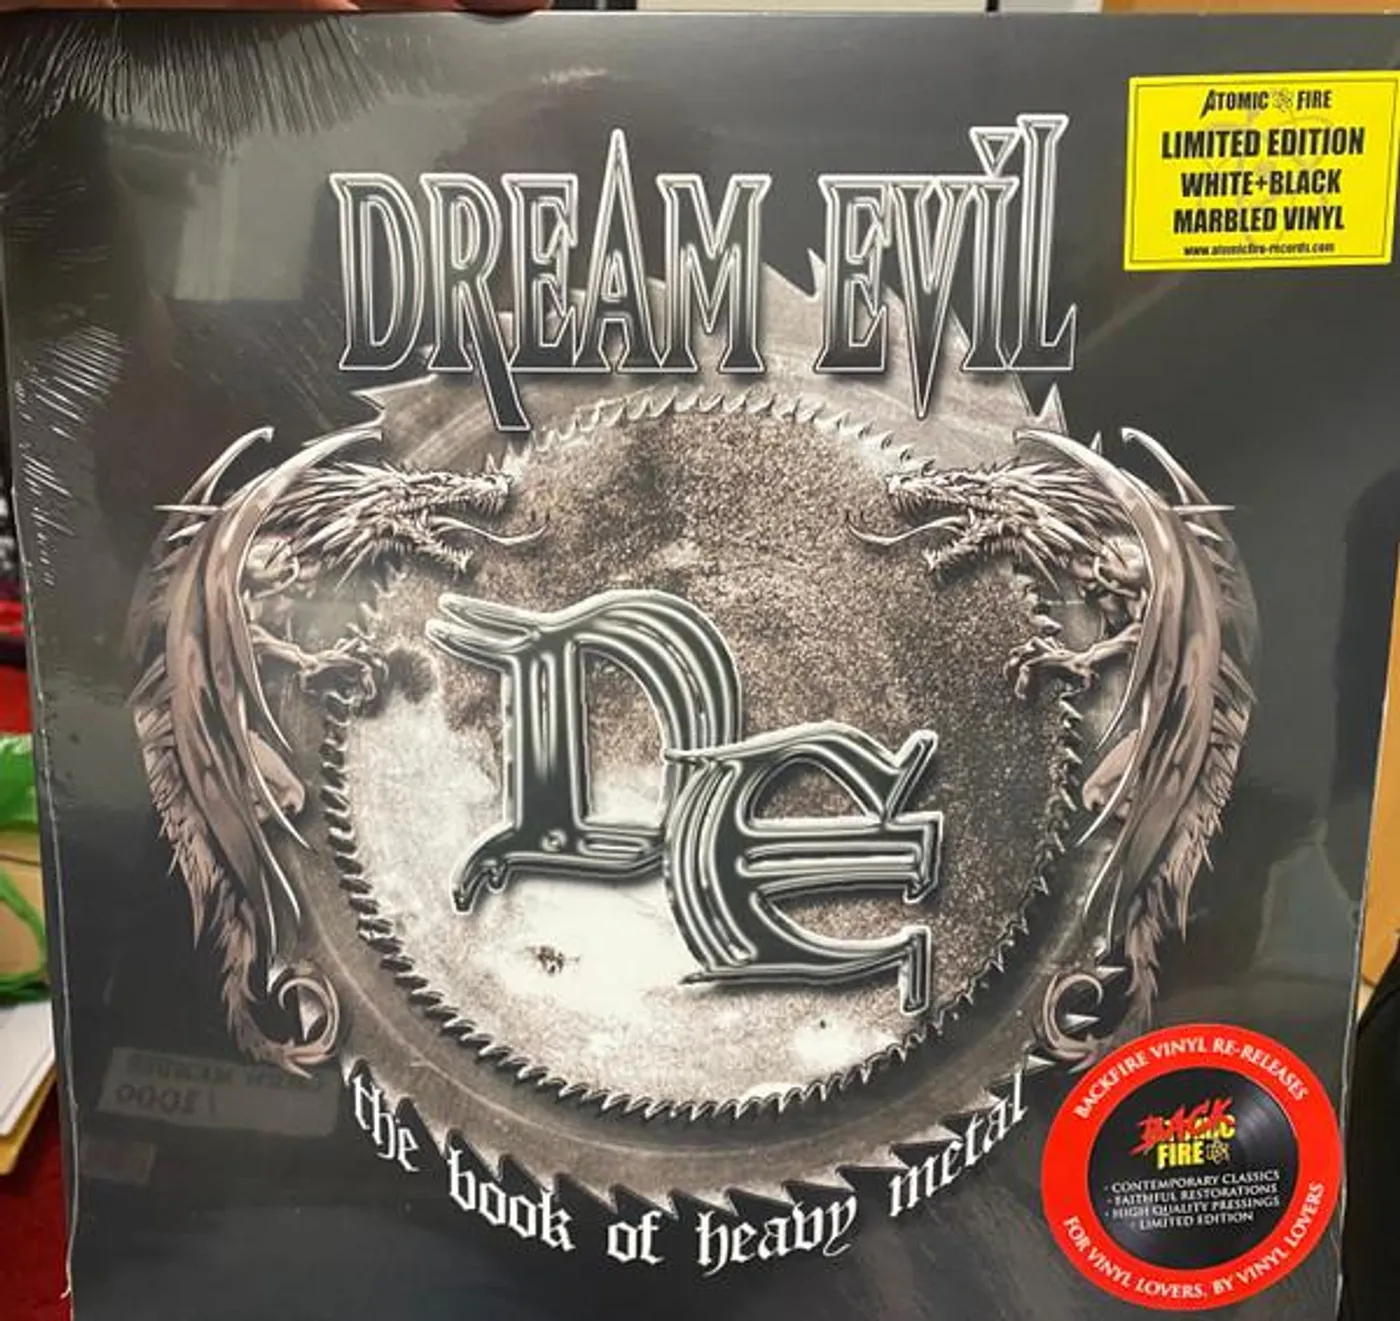 ATOMIC FIRE
LIMITED EDITION
WHITE+BLACK
MARBLED VINYL
www.atomicfire-records.com
DREAM EVIL
DE
the book of heavy metal
BACKFIRE VINYL RE-RELEASES
BACK
FIRE
· CONTEMPORARY CLASSICS
· FAITHFUL RESTORATIONS
· HIGH QUALITY PRESSINGS
· LIMITED EDITION
FOR VINYL LOVERS, BY VINYL LOVERS